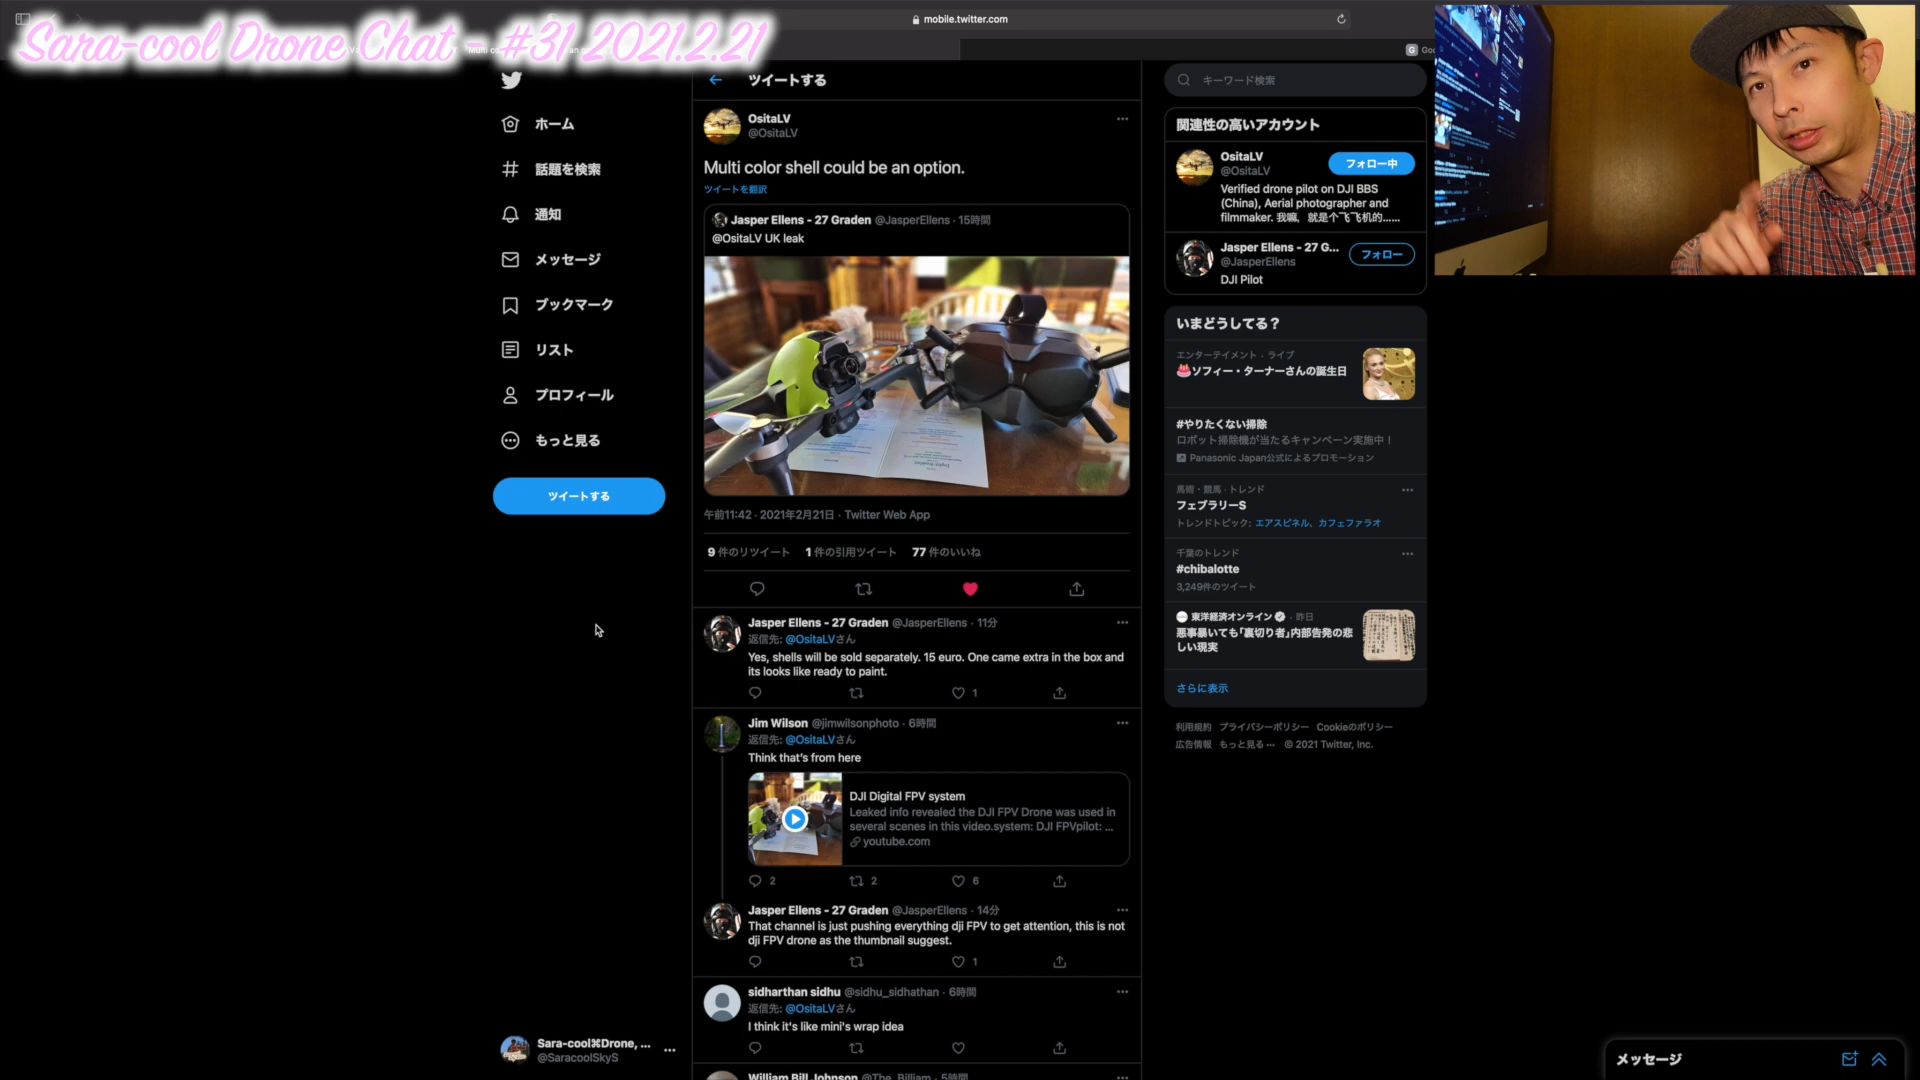 Sara-cool Drone Chat - #31 2021.2.21
mobile.twitter.com
ツイートする
キーワード検索
ホーム
話題を検索
通知
メッセージ
ブックマーク
リスト
プロフィール
もっと見る
ツイートする
Sara-cool⌘Drone, ...
@SaracoolSkyS
OsitaLV
@OsitaLV
Multi color shell could be an option.
ツイートを翻訳
Jasper Ellens - 27 Graden @JasperEllens · 15時間
@OsitaLV UK leak
午前11:42 · 2021年2月21日 · Twitter Web App
9 件のリツイート 1 件の引用ツイート 77 件のいいね
Jasper Ellens - 27 Graden @JasperEllens · 11分
返信先: @OsitaLVさん
Yes, shells will be sold separately. 15 euro. One came extra in the box and
its looks like ready to paint.
1
Jim Wilson @jimwilsonphoto · 6時間
返信先: @OsitaLVさん
Think that's from here
DJI Digital FPV system
Leaked info revealed the DJI FPV Drone was used in
several scenes in this video.system: DJI FPVpilot: ...
youtube.com
2 2 6
Jasper Ellens - 27 Graden @JasperEllens · 14分
That channel is just pushing everything dji FPV to get attention, this is not
dji FPV drone as the thumbnail suggest.
1
sidharthan sidhu @sidhu_sidhathan · 6時間
返信先: @OsitaLVさん
I think it's like mini's wrap idea
William Bill Johnson @The_Billiam · 5時間
関連性の高いアカウント
OsitaLV
@OsitaLV
フォロー中
Verified drone pilot on DJI BBS
(China), Aerial photographer and
filmmaker. 我嘛，就是个飞飞机的......
Jasper Ellens - 27 G...
@JasperEllens
フォロー
DJI Pilot
いまどうしてる？
エンターテイメント · ライブ
🎂ソフィー・ターナーさんの誕生日
#やりたくない掃除
ロボット掃除機が当たるキャンペーン実施中！
Panasonic Japan公式によるプロモーション
馬術・競馬 · トレンド
フェブラリーS
トレンドトピック: エアスピネル、カフェファラオ
千葉のトレンド
#chibalotte
3,249件のツイート
東洋経済オンライン · 昨日
悪事暴いても｢裏切り者｣内部告発の悲
しい現実
さらに表示
利用規約 プライバシーポリシー Cookieのポリシー
広告情報 もっと見る ··· © 2021 Twitter, Inc.
メッセージ